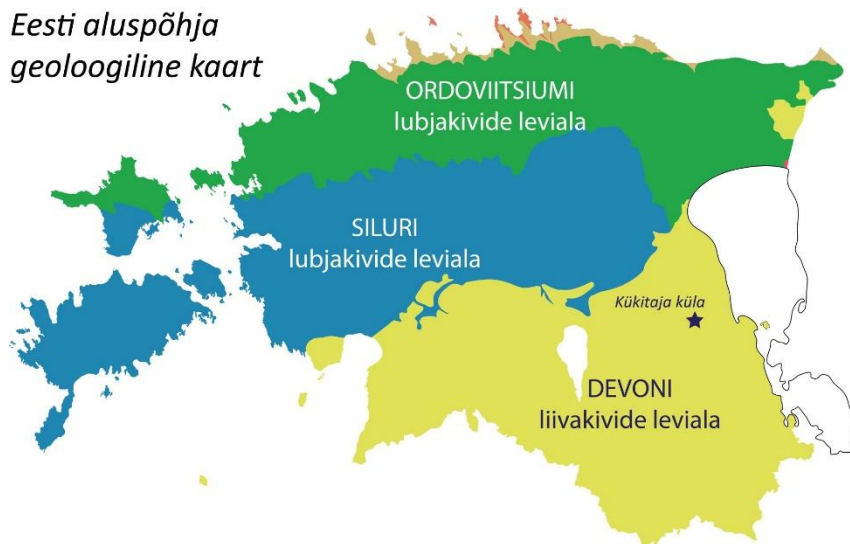 Eesti aluspõhja
geoloogiline kaart
ORDOVIITSIUMI
lubjakivide leviala
SILURI
lubjakivide leviala
Kükitaja küla
DEVONI
liivakivide leviala